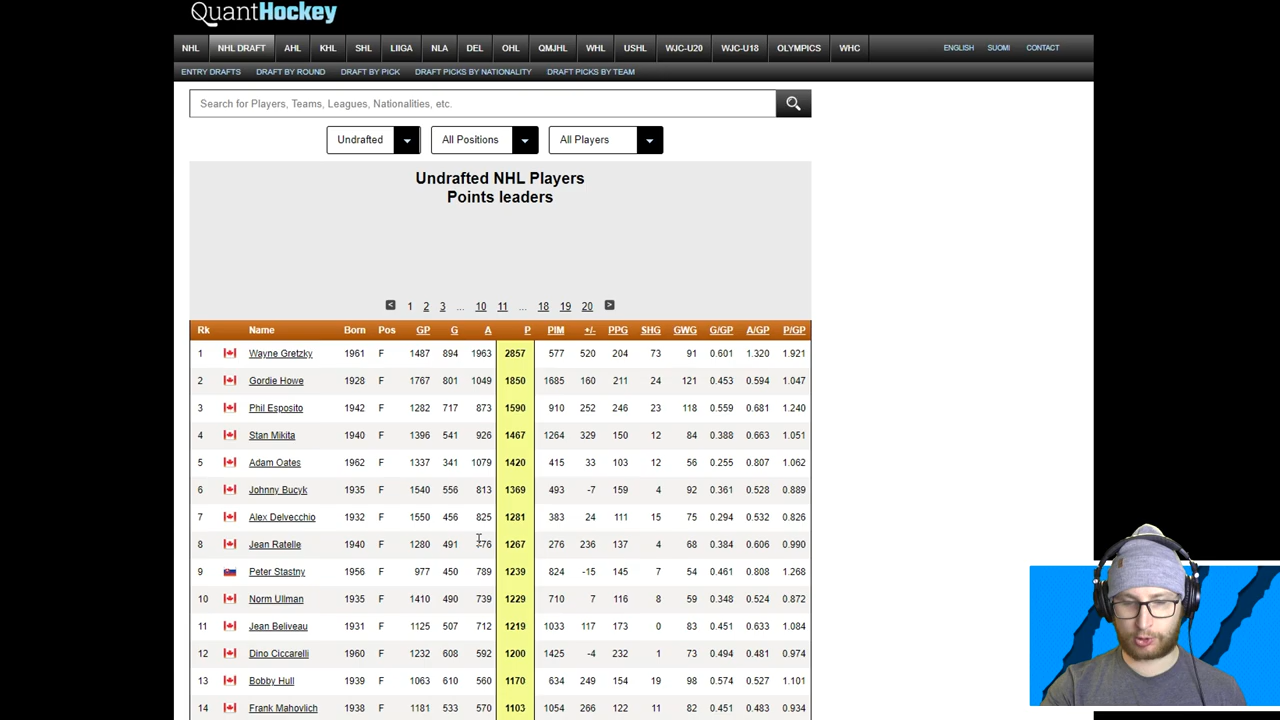 QuantHockey
NHL NHL DRAFT AHL KHL SHL LIIGA NLA DEL OHL QMJHL WHL USHL WJC-U20 WJC-U18 OLYMPICS WHC ENGLISH SUOMI CONTACT
ENTRY DRAFTS DRAFT BY ROUND DRAFT BY PICK DRAFT PICKS BY NATIONALITY DRAFT PICKS BY TEAM
Search for Players, Teams, Leagues, Nationalities, etc.
Undrafted All Positions All Players
Undrafted NHL Players
Points leaders
< 1 2 3 ... 10 11 ... 18 19 20 >
Rk Name Born Pos GP G A P PIM +/- PPG SHG GWG G/GP A/GP P/GP
1 Wayne Gretzky 1961 F 1487 894 1963 2857 577 520 204 73 91 0.601 1.320 1.921
2 Gordie Howe 1928 F 1767 801 1049 1850 1685 160 211 24 121 0.453 0.594 1.047
3 Phil Esposito 1942 F 1282 717 873 1590 910 252 246 23 118 0.559 0.681 1.240
4 Stan Mikita 1940 F 1396 541 926 1467 1264 329 150 12 84 0.388 0.663 1.051
5 Adam Oates 1962 F 1337 341 1079 1420 415 33 103 12 56 0.255 0.807 1.062
6 Johnny Bucyk 1935 F 1540 556 813 1369 493 -7 159 4 92 0.361 0.528 0.889
7 Alex Delvecchio 1932 F 1550 456 825 1281 383 24 111 15 75 0.294 0.532 0.826
8 Jean Ratelle 1940 F 1280 491 776 1267 276 236 137 4 68 0.384 0.606 0.990
9 Peter Stastny 1956 F 977 450 789 1239 824 -15 145 7 54 0.461 0.808 1.268
10 Norm Ullman 1935 F 1410 490 739 1229 710 7 116 8 59 0.348 0.524 0.872
11 Jean Beliveau 1931 F 1125 507 712 1219 1033 117 173 0 83 0.451 0.633 1.084
12 Dino Ciccarelli 1960 F 1232 608 592 1200 1425 -4 232 1 73 0.494 0.481 0.974
13 Bobby Hull 1939 F 1063 610 560 1170 634 249 154 19 98 0.574 0.527 1.101
14 Frank Mahovlich 1938 F 1181 533 570 1103 1054 266 122 11 82 0.451 0.483 0.934